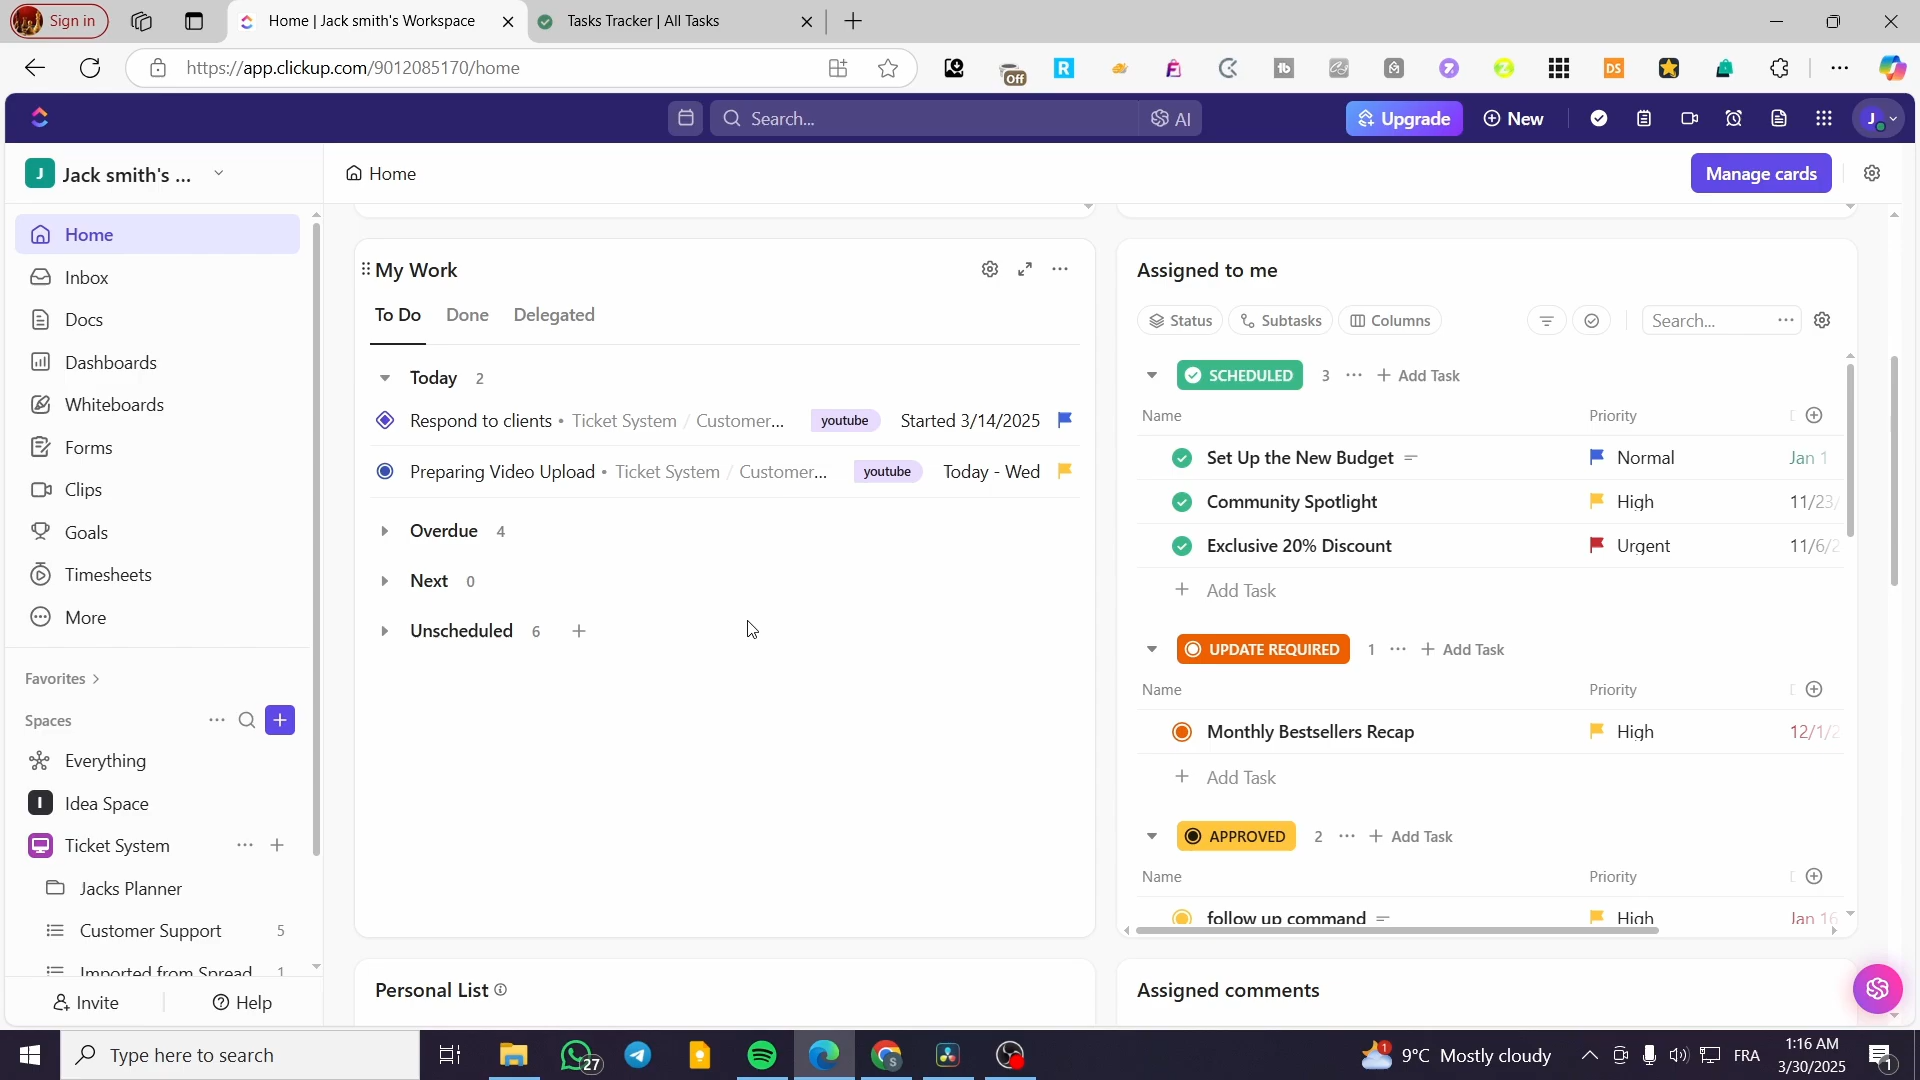 Sign in
Home | Jack smith's Workspace
Tasks Tracker | All Tasks
https://app.clickup.com/9012085170/home
Off
Search...
AI
Upgrade
New
J
J
Jack smith's ...
Home
Manage cards
Home
Inbox
Docs
Dashboards
Whiteboards
Forms
Clips
Goals
Timesheets
More
Favorites
Spaces
Everything
I
Idea Space
Ticket System
Jacks Planner
Customer Support 5
Imported from Spread 1
Invite
Help
My Work
To Do
Done
Delegated
Today 2
Respond to clients • Ticket System / Customer... youtube Started 3/14/2025
Preparing Video Upload • Ticket System / Customer... youtube Today - Wed
Overdue 4
Next 0
Unscheduled 6
Personal List
Assigned to me
Status
Subtasks
Columns
Search...
SCHEDULED 3 ... + Add Task
Name Priority
Set Up the New Budget Normal Jan 1
Community Spotlight High 11/23/
Exclusive 20% Discount Urgent 11/6/2
+ Add Task
UPDATE REQUIRED 1 ... + Add Task
Name Priority
Monthly Bestsellers Recap High 12/1/2
+ Add Task
APPROVED 2 ... + Add Task
Name Priority
follow up command High Jan 16
Assigned comments
Type here to search
27
1
9°C Mostly cloudy
FRA
1:16 AM
3/30/2025
1